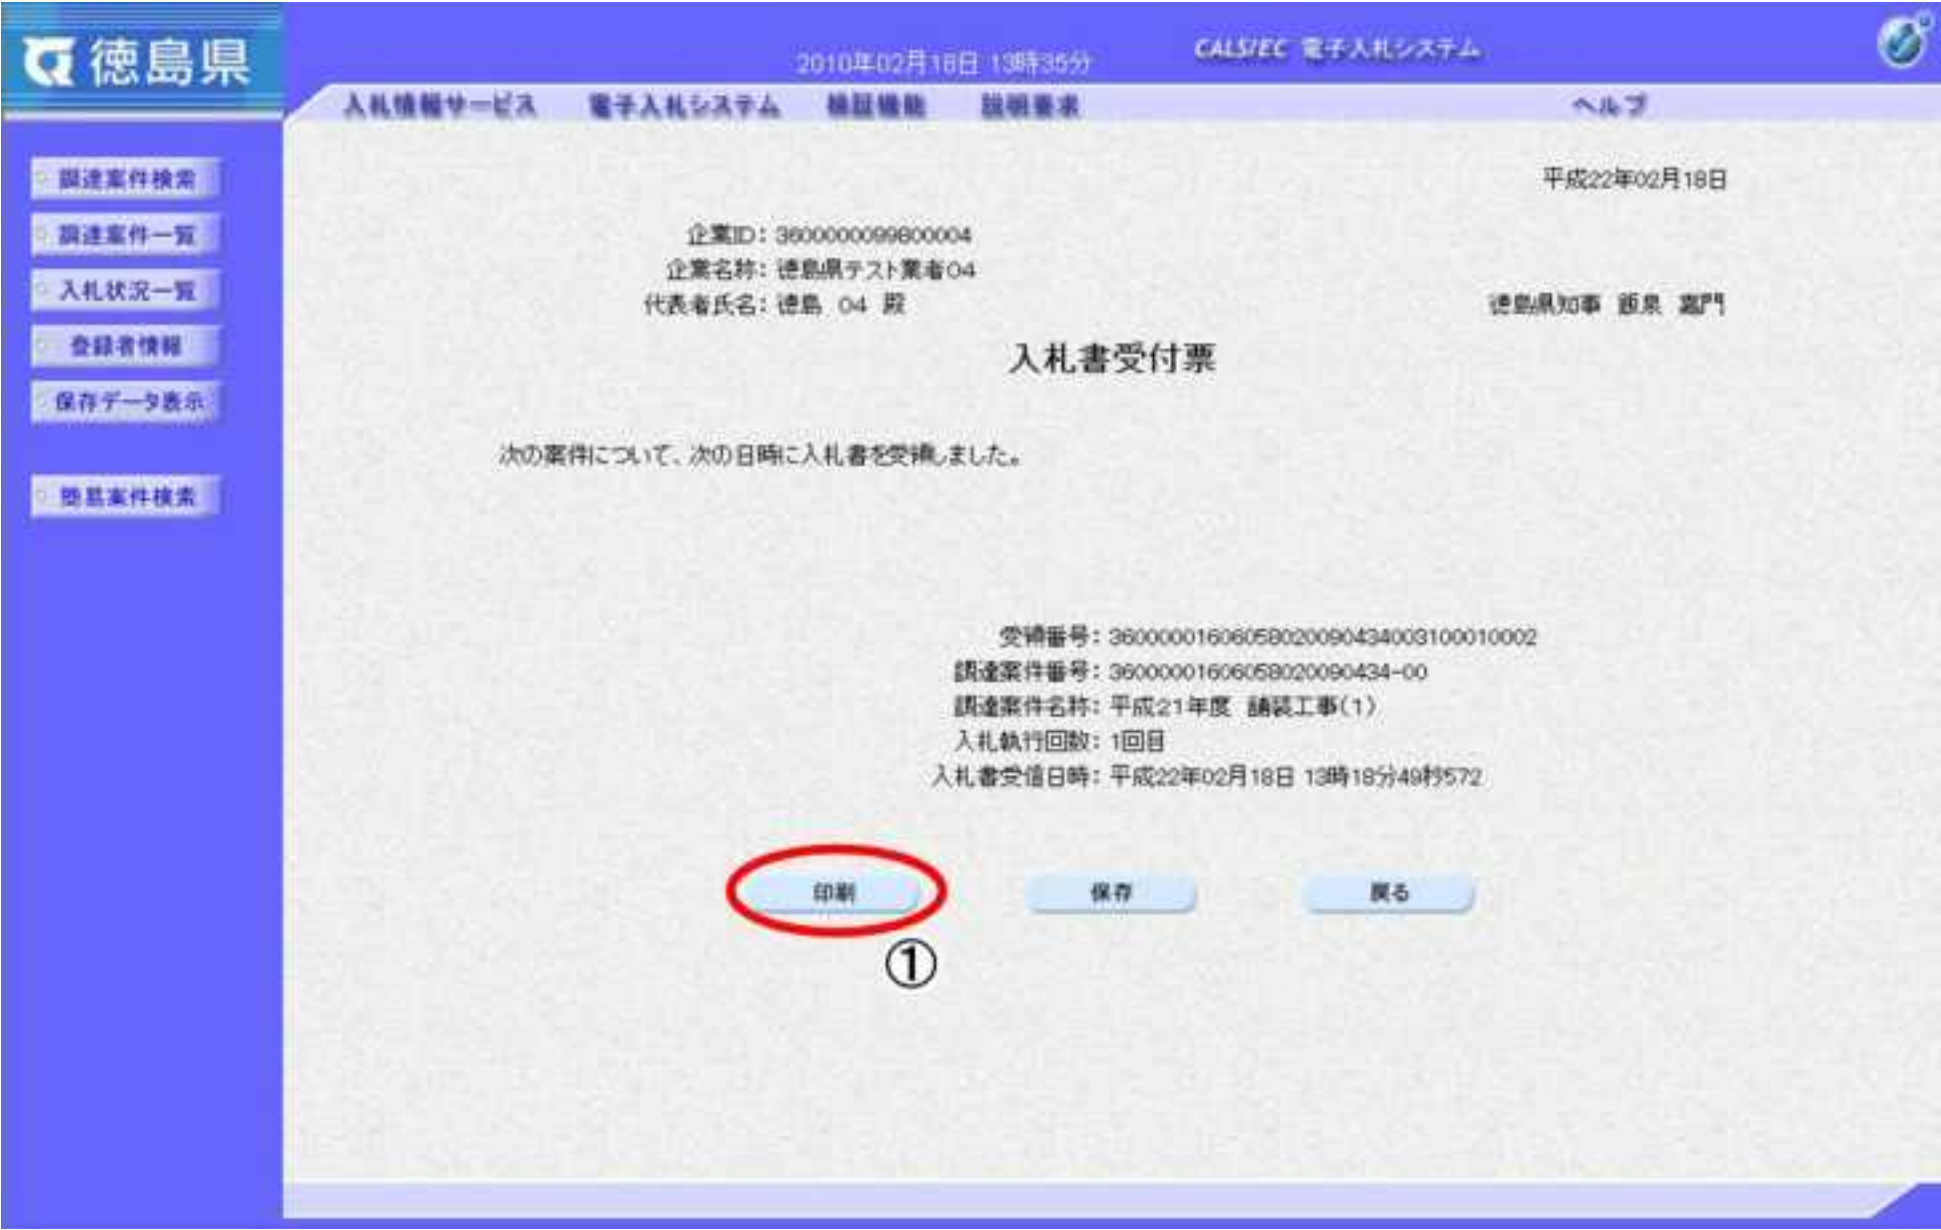 徳島県
2010年02月18日 13時35分
CALS/EC 電子入札システム
入札情報サービス 電子入札システム 検証機能 説明要求 ヘルプ
調達案件検索
調達案件一覧
入札状況一覧
登録者情報
保存データ表示
簡易案件検索
平成22年02月18日
企業ID:3600000099800004
企業名称:徳島県テスト業者04
代表者氏名:徳島 04 殿
徳島県知事 飯泉 嘉門
入札書受付票
次の案件について、次の日時に入札書を受領しました。
受領番号:36000001606058020090434003100010002
調達案件番号:3600000160605802009​0434-00
調達案件名称:平成21年度 舗装工事(1)
入札執行回数:1回目
入札書受信日時:平成22年02月18日 13時18分49秒572
印刷 保存 戻る
①